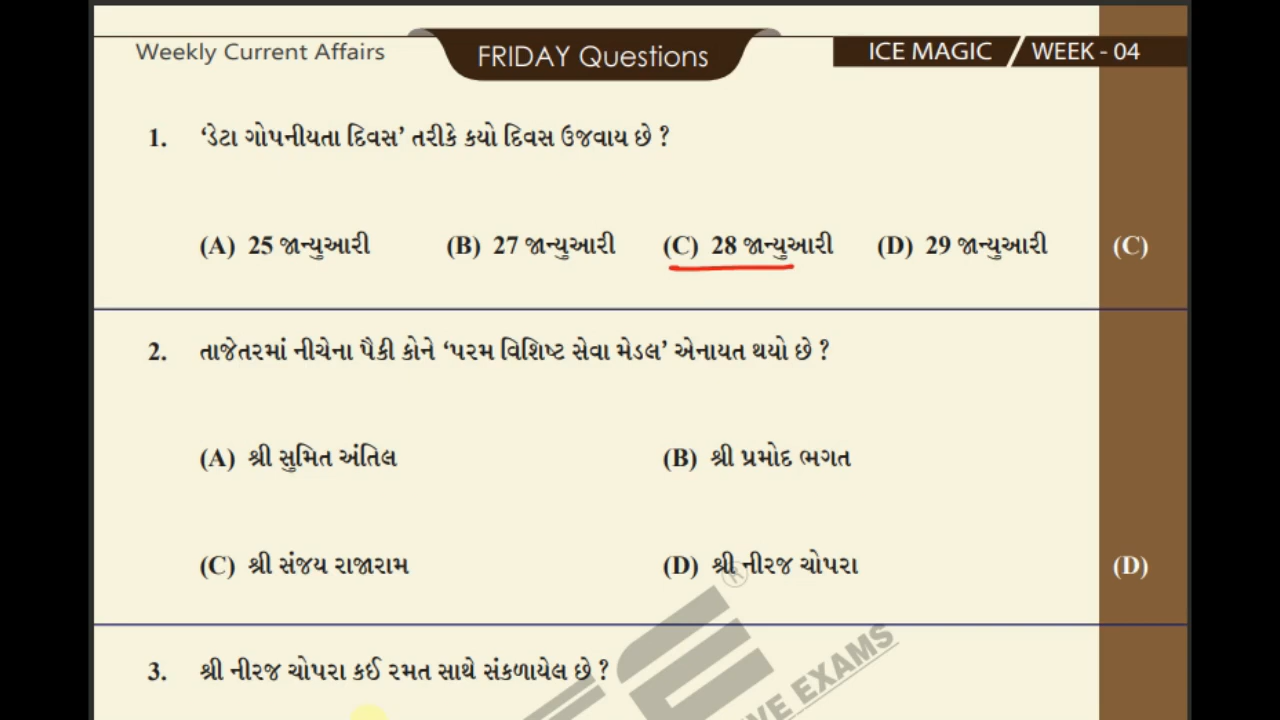 Weekly Current Affairs FRIDAY Questions ICE MAGIC / WEEK - 04
1. ‘ડેટા ગોપનીયતા દિવસ’ તરીકે કયો દિવસ ઉજવાય છે ?
(A) 25 જાન્યુઆરી (B) 27 જાન્યુઆરી (C) 28 જાન્યુઆરી (D) 29 જાન્યુઆરી (C)
2. તાજેતરમાં નીચેના પૈકી કોને ‘પરમ વિશિષ્ટ સેવા મેડલ’ એનાયત થયો છે ?
(A) શ્રી સુમિત અંતિલ (B) શ્રી પ્રમોદ ભગત
(C) શ્રી સંજય રાજારામ (D) શ્રી નીરજ ચોપરા (D)
®
3. શ્રી નીરજ ચોપરા કઈ રમત સાથે સંકળાયેલ છે ?
EXAMS